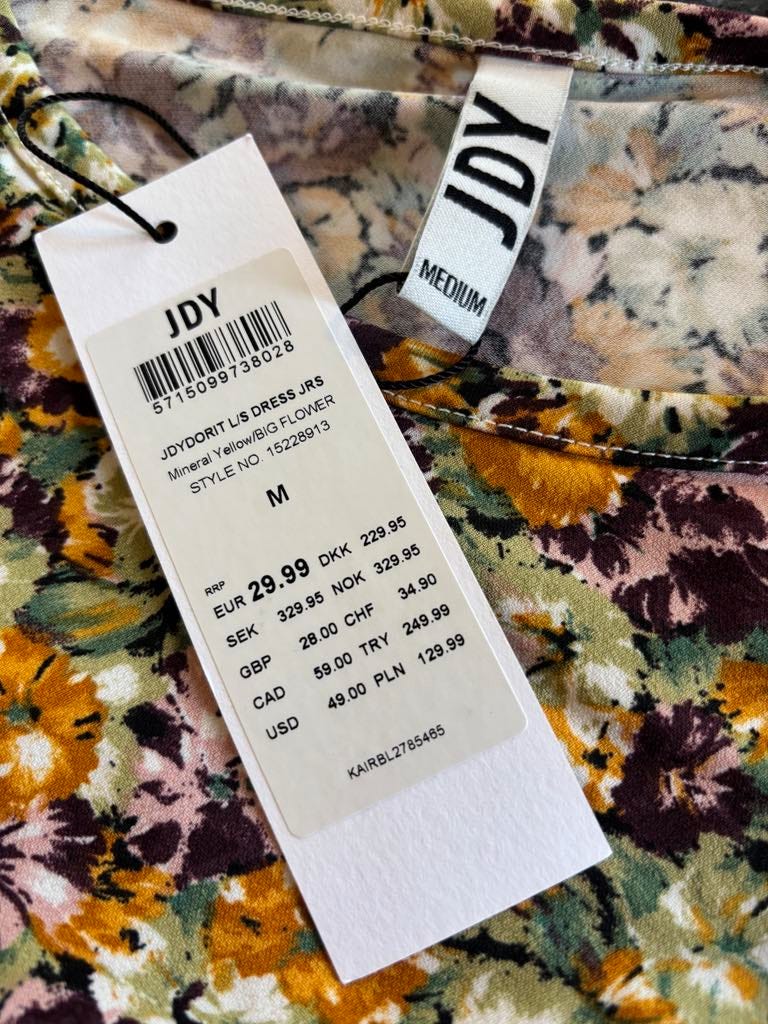 JDY
MEDIUM
JDY
5715099738028
JDYDORIT L/S DRESS JRS
Mineral Yellow/BIG FLOWER
STYLE NO. 15228913
M
RRP
EUR 29.99 DKK 229.95
SEK 329.95 NOK 329.95
GBP 28.00 CHF 34.90
CAD 59.00 TRY 249.99
USD 49.00 PLN 129.99
KAIRBL2785465